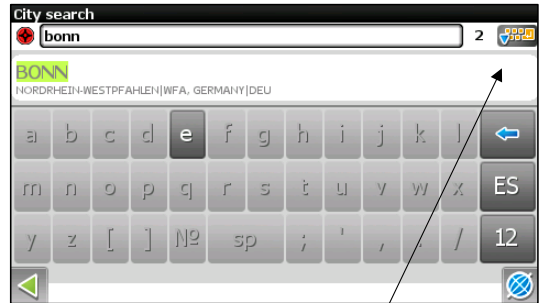 City search
bonn 2
BONN
NORDRHEIN-WESTPFAHLEN|WFA, GERMANY|DEU
a b c d e f g h i j k l
m n o p q r s t u v w x ES
y z [ ] Nº sp ; ' , . / 12